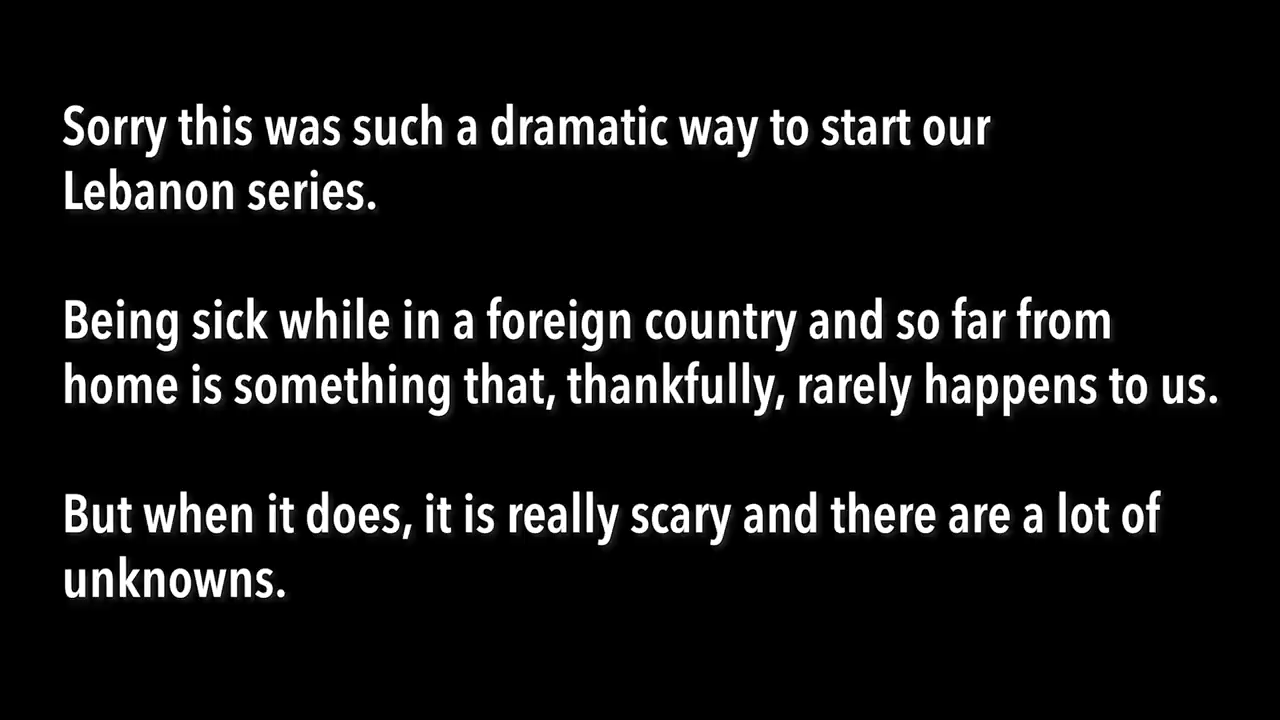 Sorry this was such a dramatic way to start our
Lebanon series.
Being sick while in a foreign country and so far from
home is something that, thankfully, rarely happens to us.
But when it does, it is really scary and there are a lot of
unknowns.